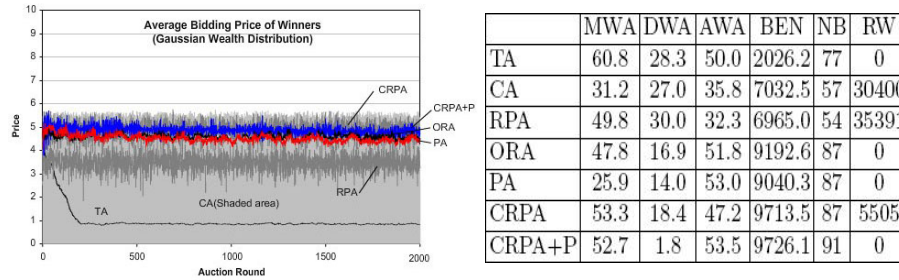 Average Bidding Price of Winners
(Gaussian Wealth Distribution)
10
9
8
7
6
5
4
3
2
1
0
Price
CRPA
CRPA+P
ORA
PA
RPA
CA(Shaded area)
TA
0 500 1000 1500 2000
Auction Round
MWA DWA AWA BEN NB RW
TA 60.8 28.3 50.0 2026.2 77 0
CA 31.2 27.0 35.8 7032.5 57 30400
RPA 49.8 30.0 32.3 6965.0 54 35391
ORA 47.8 16.9 51.8 9192.6 87 0
PA 25.9 14.0 53.0 9040.3 87 0
CRPA 53.3 18.4 47.2 9713.5 87 5505
CRPA+P 52.7 1.8 53.5 9726.1 91 0